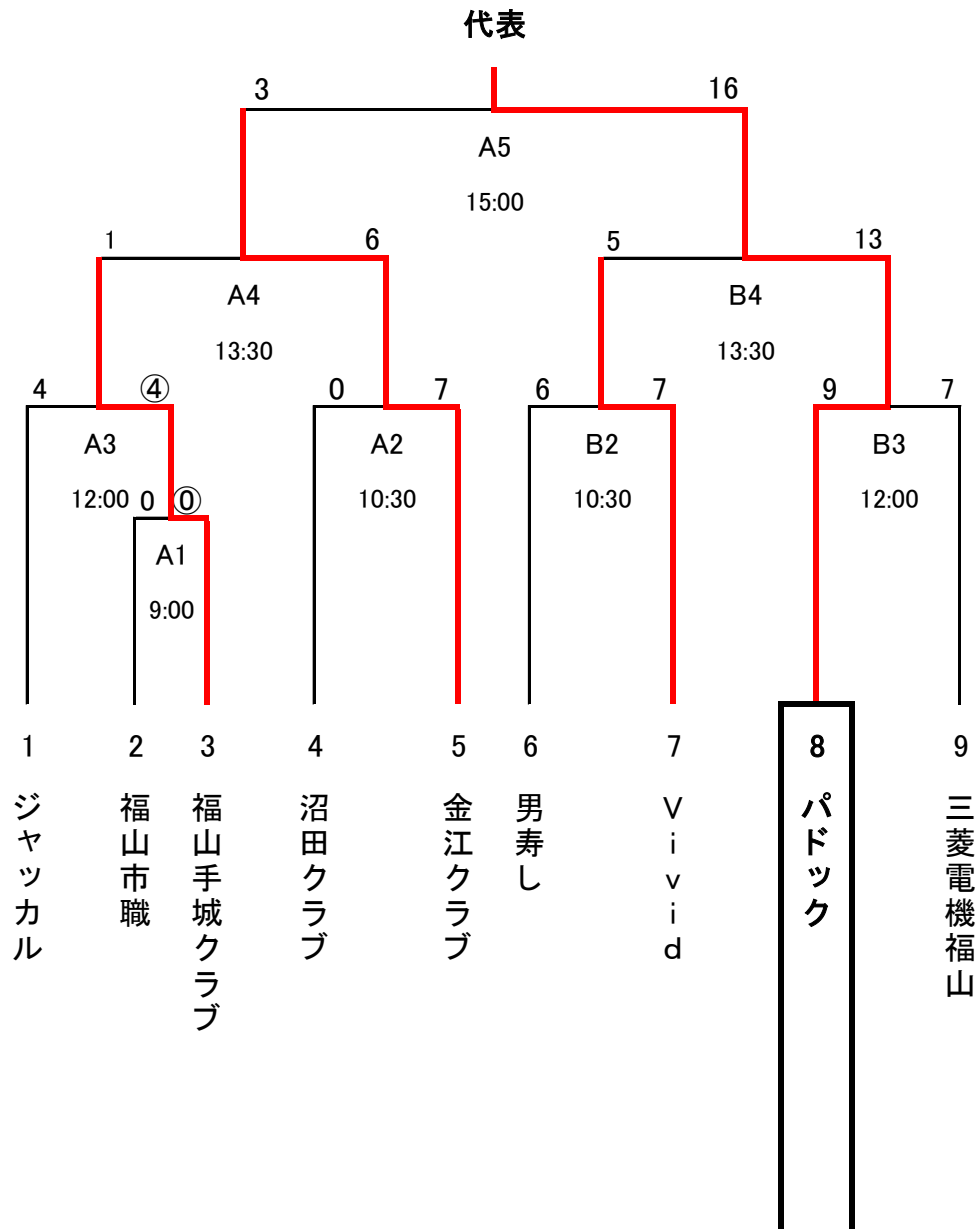 代表
3 16
A5
15:00
1 6 5 13
A4 B4
13:30 13:30
4 ④ 0 7 6 7 9 7
A3 A2 B2 B3
12:00 0 ⓪ 10:30 10:30 12:00
A1
9:00
1 2 3 4 5 6 7 8 9
ジャッカル
福山市職
福山手城クラブ
沼田クラブ
金江クラブ
男寿し
Vivid
パドック
三菱電機福山